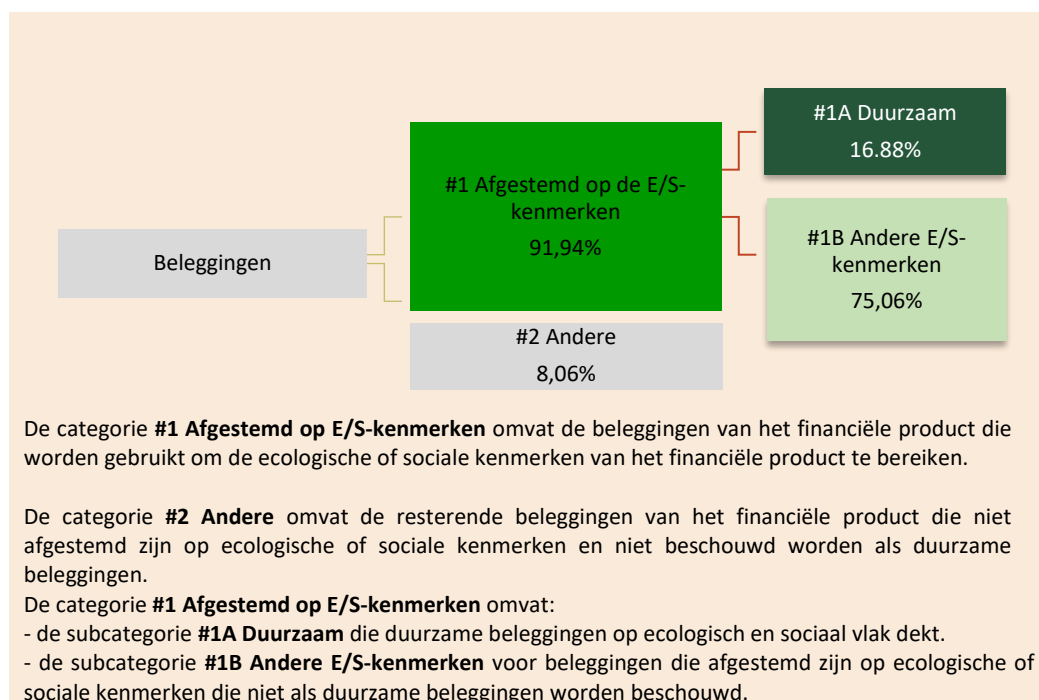 #1A Duurzaam
16.88%
#1 Afgestemd op de E/S-
kenmerken
91,94%
Beleggingen
#1B Andere E/S-
kenmerken
75,06%
#2 Andere
8,06%
De categorie #1 Afgestemd op E/S-kenmerken omvat de beleggingen van het financiële product die
worden gebruikt om de ecologische of sociale kenmerken van het financiële product te bereiken.
De categorie #2 Andere omvat de resterende beleggingen van het financiële product die niet
afgestemd zijn op ecologische of sociale kenmerken en niet beschouwd worden als duurzame
beleggingen.
De categorie #1 Afgestemd op E/S-kenmerken omvat:
- de subcategorie #1A Duurzaam die duurzame beleggingen op ecologisch en sociaal vlak dekt.
- de subcategorie #1B Andere E/S-kenmerken voor beleggingen die afgestemd zijn op ecologische of
sociale kenmerken die niet als duurzame beleggingen worden beschouwd.